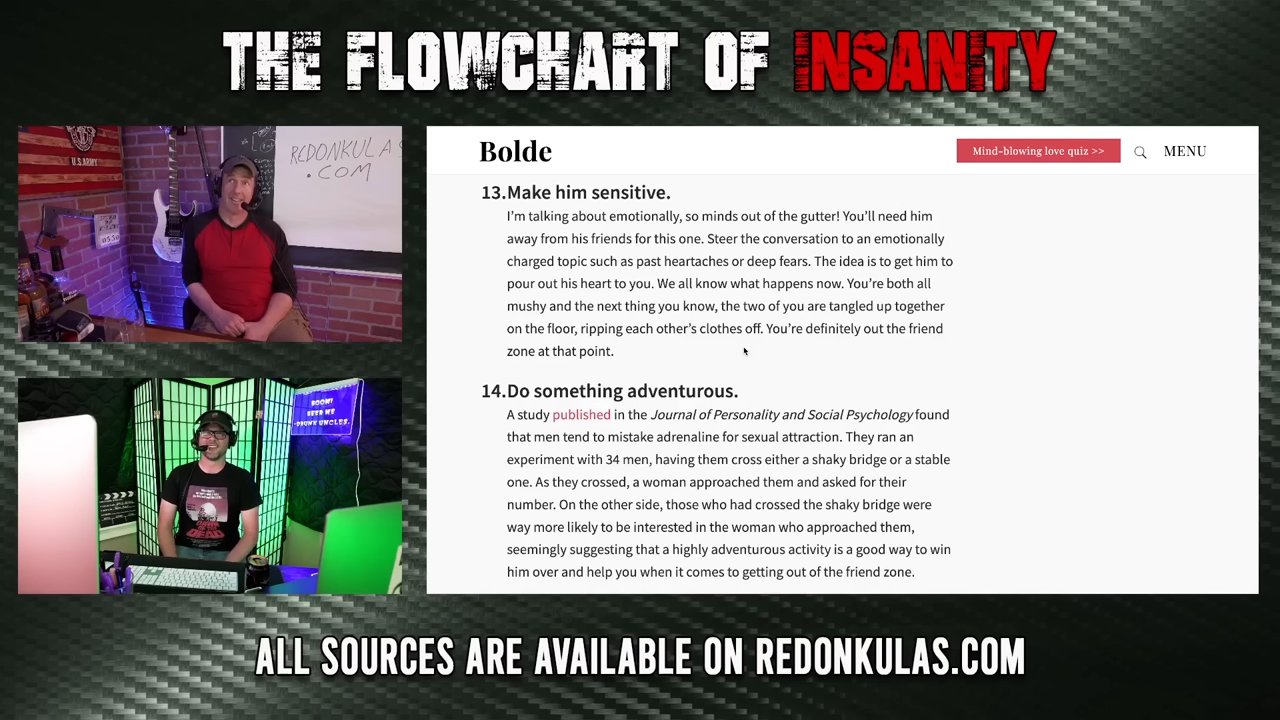 THE FLOWCHART OF INSANITY
U.S.ARMY
REDONKULAS
.COM
0550
BOOM!
BEER ME
-DRUNK UNCLES.
DAWN
OF THE
DEAD
Bolde
Mind-blowing love quiz >>
MENU
13.Make him sensitive.
I’m talking about emotionally, so minds out of the gutter! You’ll need him
away from his friends for this one. Steer the conversation to an emotionally
charged topic such as past heartaches or deep fears. The idea is to get him to
pour out his heart to you. We all know what happens now. You’re both all
mushy and the next thing you know, the two of you are tangled up together
on the floor, ripping each other’s clothes off. You’re definitely out the friend
zone at that point.
14.Do something adventurous.
A study published in the Journal of Personality and Social Psychology found
that men tend to mistake adrenaline for sexual attraction. They ran an
experiment with 34 men, having them cross either a shaky bridge or a stable
one. As they crossed, a woman approached them and asked for their
number. On the other side, those who had crossed the shaky bridge were
way more likely to be interested in the woman who approached them,
seemingly suggesting that a highly adventurous activity is a good way to win
him over and help you when it comes to getting out of the friend zone.
ALL SOURCES ARE AVAILABLE ON REDONKULAS.COM